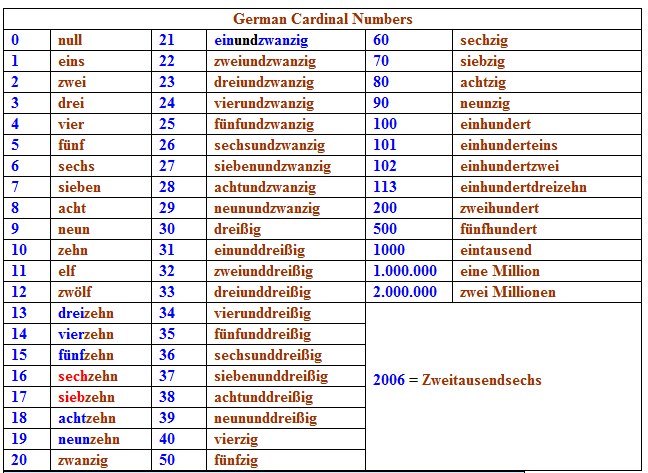 German Cardinal Numbers
0 null 21 einundzwanzig 60 sechzig
1 eins 22 zweiundzwanzig 70 siebzig
2 zwei 23 dreiundzwanzig 80 achtzig
3 drei 24 vierundzwanzig 90 neunzig
4 vier 25 fünfundzwanzig 100 einhundert
5 fünf 26 sechsundzwanzig 101 einhunderteins
6 sechs 27 siebenundzwanzig 102 einhundertzwei
7 sieben 28 achtundzwanzig 113 einhundertdreizehn
8 acht 29 neunundzwanzig 200 zweihundert
9 neun 30 dreißig 500 fünfhundert
10 zehn 31 einunddreißig 1000 eintausend
11 elf 32 zweiunddreißig 1.000.000 eine Million
12 zwölf 33 dreiunddreißig 2.000.000 zwei Millionen
13 dreizehn 34 vierunddreißig
14 vierzehn 35 fünfunddreißig
15 fünfzehn 36 sechsunddreißig
16 sechzehn 37 siebenunddreißig 2006 = Zweitausendsechs
17 siebzehn 38 achtunddreißig
18 achtzehn 39 neununddreißig
19 neunzehn 40 vierzig
20 zwanzig 50 fünfzig